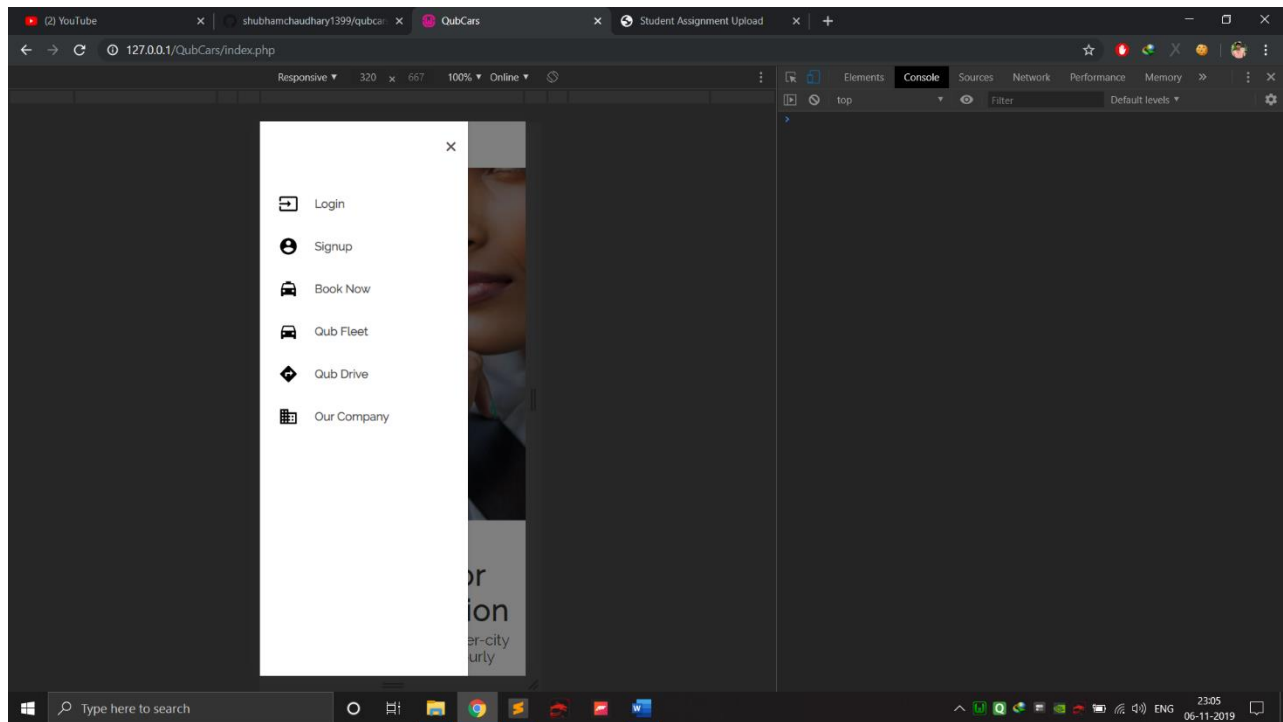 (2) YouTube
shubhamchaudhary1399/qubcar
QubCars
Student Assignment Upload
127.0.0.1/QubCars/index.php
Responsive ▼ 320 x 667 100% ▼ Online ▼
Elements Console Sources Network Performance Memory »
top ▼ Filter Default levels ▼
Login
Signup
Book Now
Qub Fleet
Qub Drive
Our Company
or
ion
er-city
urly
Type here to search
ENG
23:05
06-11-2019